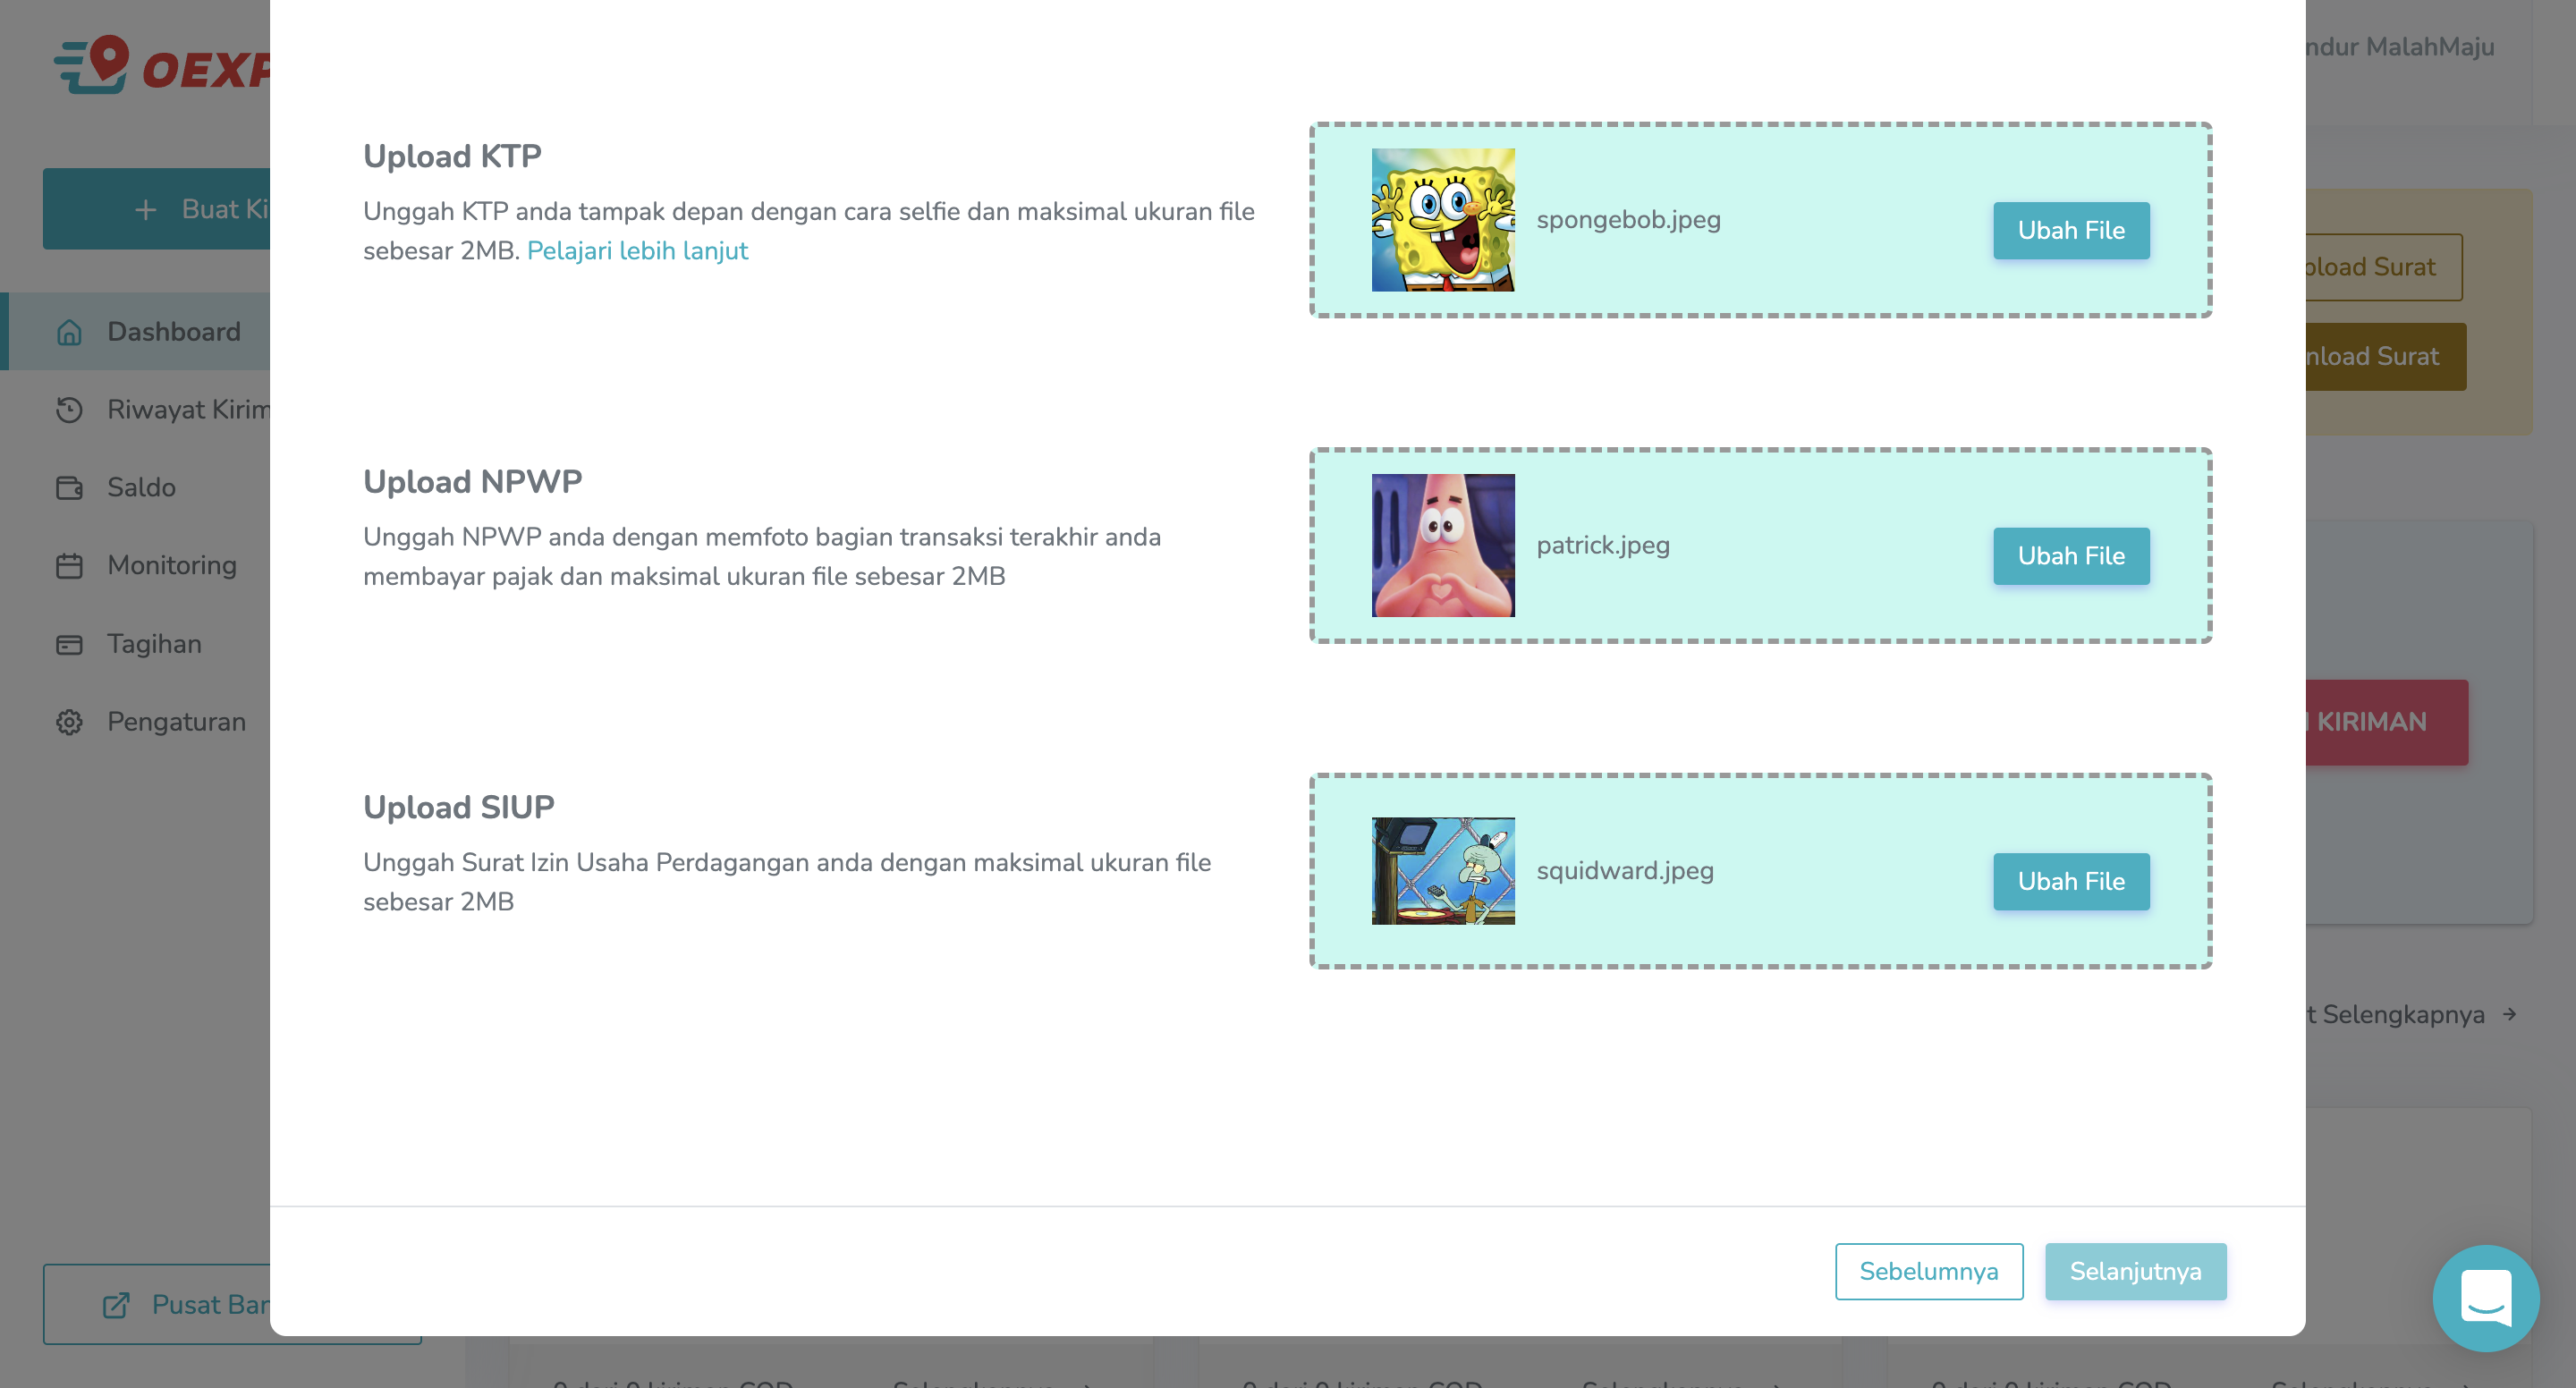 OEXP
ndur MalahMaju
Buat Ki
Dashboard
Riwayat Kirim
Saldo
Monitoring
Tagihan
Pengaturan
Pusat Ban
Upload KTP
Unggah KTP anda tampak depan dengan cara selfie dan maksimal ukuran file
sebesar 2MB. Pelajari lebih lanjut
spongebob.jpeg
Ubah File
Upload NPWP
Unggah NPWP anda dengan memfoto bagian transaksi terakhir anda
membayar pajak dan maksimal ukuran file sebesar 2MB
patrick.jpeg
Ubah File
Upload SIUP
Unggah Surat Izin Usaha Perdagangan anda dengan maksimal ukuran file
sebesar 2MB
squidward.jpeg
Ubah File
Sebelumnya
Selanjutnya
pload Surat
nload Surat
KIRIMAN
t Selengkapnya